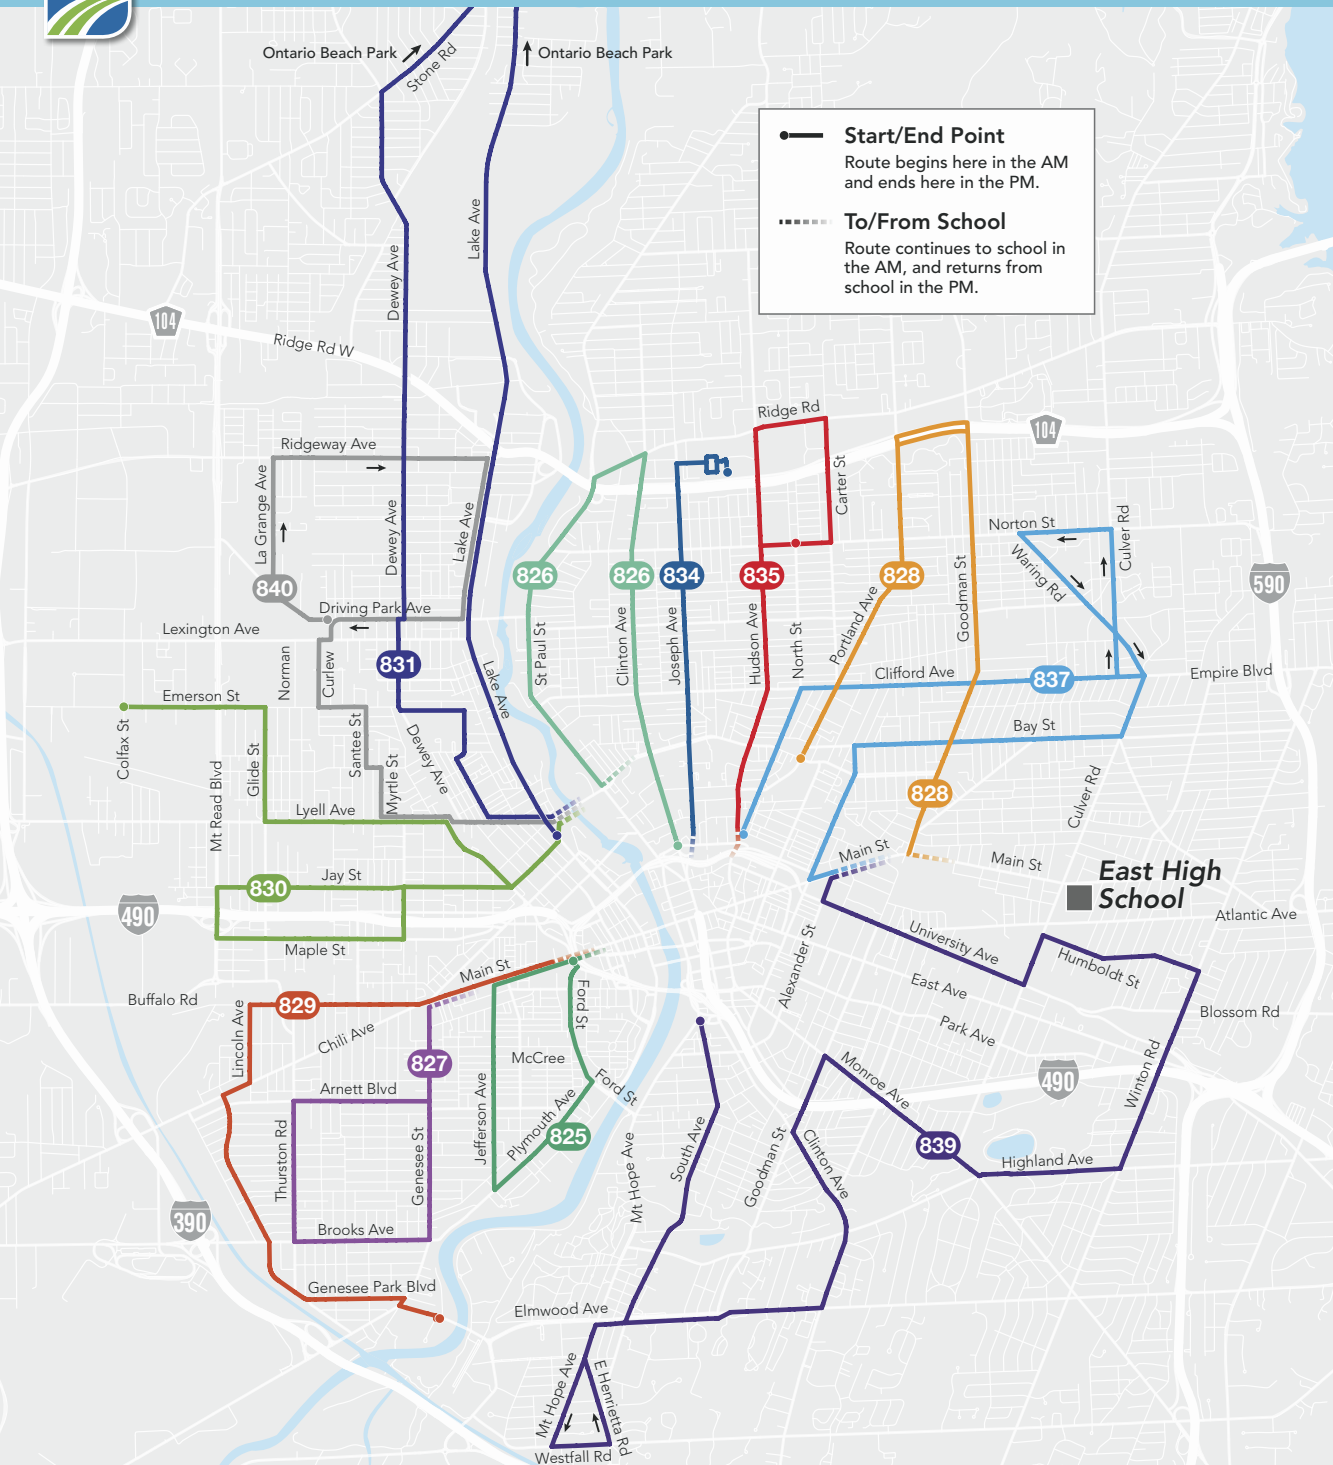 Ontario Beach Park
Stone Rd
Ontario Beach Park
Start/End Point
Route begins here in the AM
and ends here in the PM.
To/From School
Route continues to school in
the AM, and returns from
school in the PM.
Dewey Ave
Lake Ave
104
Ridge Rd W
Ridge Rd
104
Ridgeway Ave
La Grange Ave
Dewey Ave
Lake Ave
Carter St
Norton St
Culver Rd
Waring Rd
590
840
826
826
834
835
828
Driving Park Ave
Lexington Ave
Norman
Curlew
831
Lake Ave
St Paul St
Clinton Ave
Joseph Ave
Hudson Ave
North St
Portland Ave
Goodman St
Clifford Ave
837
Empire Blvd
Emerson St
Colfax St
Mt Read Blvd
Glide St
Santee St
Myrtle St
Dewey Ave
Bay St
Lyell Ave
828
Culver Rd
Main St
Main St
East High
School
Jay St
830
490
Maple St
Atlantic Ave
University Ave
Alexander St
Humboldt St
East Ave
Park Ave
Blossom Rd
Main St
Buffalo Rd
829
Lincoln Ave
Chili Ave
Ford St
827
McCree
Arnett Blvd
Ford St
Plymouth Ave
Jefferson Ave
825
Thurston Rd
Genesee St
Brooks Ave
390
Mt Hope Ave
South Ave
Goodman St
Clinton Ave
Monroe Ave
490
Winton Rd
839
Highland Ave
Genesee Park Blvd
Elmwood Ave
Mt Hope Ave
E Henrietta Rd
Westfall Rd